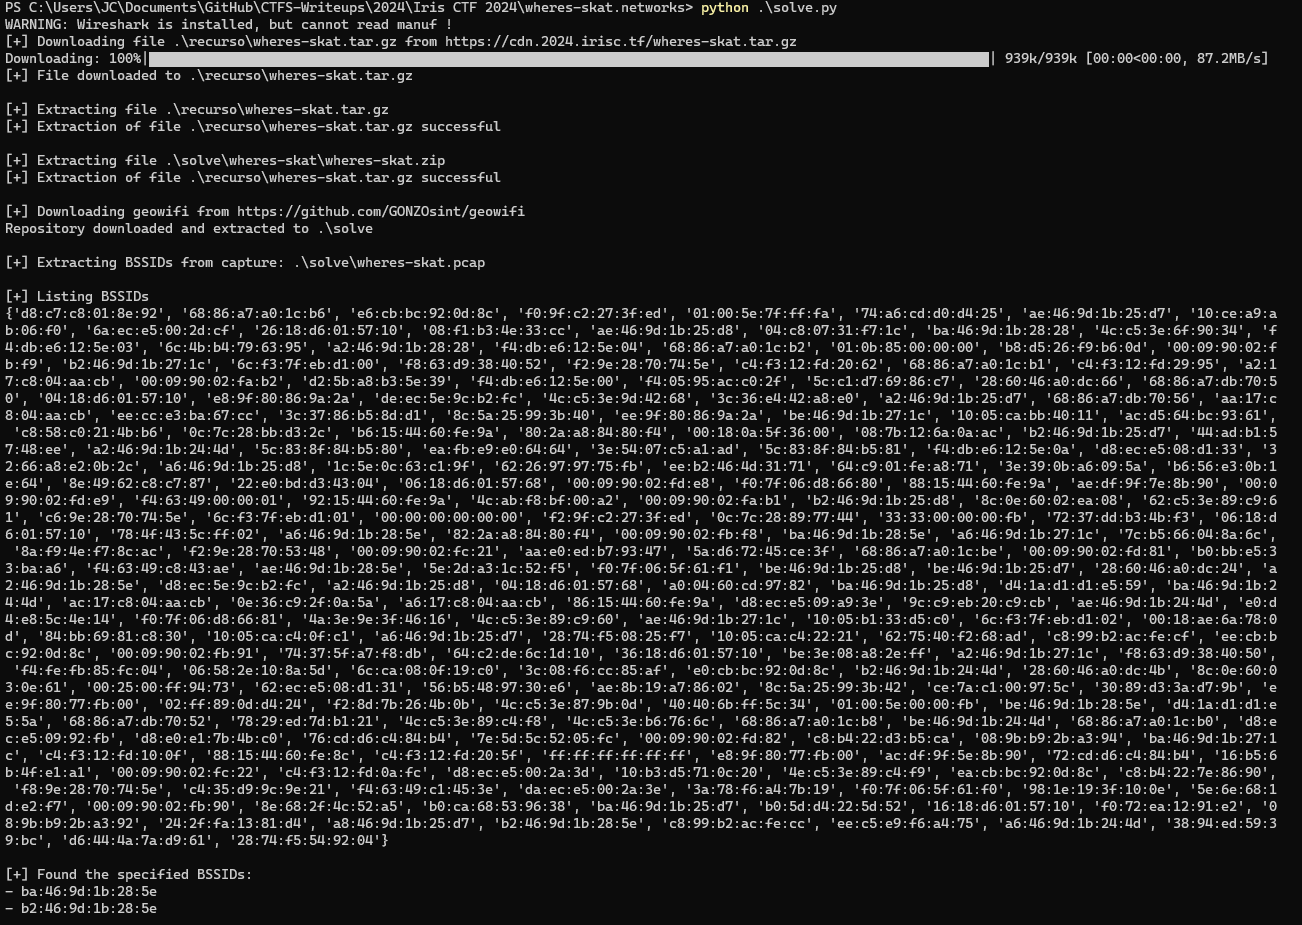 PS C:\Users\JC\Documents\GitHub\CTFS-Writeups\2024\Iris CTF 2024\wheres-skat.networks> python .\solve.py
WARNING: Wireshark is installed, but cannot read manuf !
[+] Downloading file .\recurso\wheres-skat.tar.gz from https://cdn.2024.irisc.tf/wheres-skat.tar.gz
Downloading: 100%|| 939k/939k [00:00<00:00, 87.2MB/s]
[+] File downloaded to .\recurso\wheres-skat.tar.gz
[+] Extracting file .\recurso\wheres-skat.tar.gz
[+] Extraction of file .\recurso\wheres-skat.tar.gz successful
[+] Extracting file .\solve\wheres-skat\wheres-skat.zip
[+] Extraction of file .\recurso\wheres-skat.tar.gz successful
[+] Downloading geowifi from https://github.com/GONZOsint/geowifi
Repository downloaded and extracted to .\solve
[+] Extracting BSSIDs from capture: .\solve\wheres-skat.pcap
[+] Listing BSSIDs
{'d8:c7:c8:01:8e:92', '68:86:a7:a0:1c:b6', 'e6:cb:bc:92:0d:8c', 'f0:9f:c2:27:3f:ed', '01:00:5e:7f:ff:fa', '74:a6:cd:d0:d4:25', 'ae:46:9d:1b:25:d7', '10:ce:a9:a
b:06:f0', '6a:ec:e5:00:2d:cf', '26:18:d6:01:57:10', '08:f1:b3:4e:33:cc', 'ae:46:9d:1b:25:d8', '04:c8:07:31:f7:1c', 'ba:46:9d:1b:28:28', '4c:c5:3e:6f:90:34', 'f
4:db:e6:12:5e:03', '6c:4b:b4:79:63:95', 'a2:46:9d:1b:28:28', 'f4:db:e6:12:5e:04', '68:86:a7:a0:1c:b2', '01:0b:85:00:00:00', 'b8:d5:26:f9:b6:0d', '00:09:90:02:f
b:f9', 'b2:46:9d:1b:27:1c', '6c:f3:7f:eb:d1:00', 'f8:63:d9:38:40:52', 'f2:9e:28:70:74:5e', 'c4:f3:12:fd:20:62', '68:86:a7:a0:1c:b1', 'c4:f3:12:fd:29:95', 'a2:1
7:c8:04:aa:cb', '00:09:90:02:fa:b2', 'd2:5b:a8:b3:5e:39', 'f4:db:e6:12:5e:00', 'f4:05:95:ac:c0:2f', '5c:c1:d7:69:86:c7', '28:60:46:a0:dc:66', '68:86:a7:db:70:5
0', '04:18:d6:01:57:10', 'e8:9f:80:86:9a:2a', 'de:ec:5e:9c:b2:fc', '4c:c5:3e:9d:42:68', '3c:36:e4:42:a8:e0', 'a2:46:9d:1b:25:d7', '68:86:a7:db:70:56', 'aa:17:c
8:04:aa:cb', 'ee:cc:e3:ba:67:cc', '3c:37:86:b5:8d:d1', '8c:5a:25:99:3b:40', 'ee:9f:80:86:9a:2a', 'be:46:9d:1b:27:1c', '10:05:ca:bb:40:11', 'ac:d5:64:bc:93:61',
 'c8:58:c0:21:4b:b6', '0c:7c:28:bb:d3:2c', 'b6:15:44:60:fe:9a', '80:2a:a8:84:80:f4', '00:18:0a:5f:36:00', '08:7b:12:6a:0a:ac', 'b2:46:9d:1b:25:d7', '44:ad:b1:5
7:48:ee', 'a2:46:9d:1b:24:4d', '5c:83:8f:84:b5:80', 'ea:fb:e9:e0:64:64', '3e:54:07:c5:a1:ad', '5c:83:8f:84:b5:81', 'f4:db:e6:12:5e:0a', 'd8:ec:e5:08:d1:33', '3
2:66:a8:e2:0b:2c', 'a6:46:9d:1b:25:d8', '1c:5e:0c:63:c1:9f', '62:26:97:97:75:fb', 'ee:b2:46:4d:31:71', '64:c9:01:fe:a8:71', '3e:39:0b:a6:09:5a', 'b6:56:e3:0b:1
e:64', '8e:49:62:c8:c7:87', '22:e0:bd:d3:43:04', '06:18:d6:01:57:68', '00:09:90:02:fd:e8', 'f0:7f:06:d8:66:80', '88:15:44:60:fe:9a', 'ae:df:9f:7e:8b:90', '00:0
9:90:02:fd:e9', 'f4:63:49:00:00:01', '92:15:44:60:fe:9a', '4c:ab:f8:bf:00:a2', '00:09:90:02:fa:b1', 'b2:46:9d:1b:25:d8', '8c:0e:60:02:ea:08', '62:c5:3e:89:c9:6
1', 'c6:9e:28:70:74:5e', '6c:f3:7f:eb:d1:01', '00:00:00:00:00:00', 'f2:9f:c2:27:3f:ed', '0c:7c:28:89:77:44', '33:33:00:00:00:fb', '72:37:dd:b3:4b:f3', '06:18:d
6:01:57:10', '78:4f:43:5c:ff:02', 'a6:46:9d:1b:28:5e', '82:2a:a8:84:80:f4', '00:09:90:02:fb:f8', 'ba:46:9d:1b:28:5e', 'a6:46:9d:1b:27:1c', '7c:b5:66:04:8a:6c',
 '8a:f9:4e:f7:8c:ac', 'f2:9e:28:70:53:48', '00:09:90:02:fc:21', 'aa:e0:ed:b7:93:47', '5a:d6:72:45:ce:3f', '68:86:a7:a0:1c:be', '00:09:90:02:fd:81', 'b0:bb:e5:3
3:ba:a6', 'f4:63:49:c8:43:ae', 'ae:46:9d:1b:28:5e', '5e:2d:a3:1c:52:f5', 'f0:7f:06:5f:61:f1', 'be:46:9d:1b:25:d8', 'be:46:9d:1b:25:d7', '28:60:46:a0:dc:24', 'a
2:46:9d:1b:28:5e', 'd8:ec:5e:9c:b2:fc', 'a2:46:9d:1b:25:d8', '04:18:d6:01:57:68', 'a0:04:60:cd:97:82', 'ba:46:9d:1b:25:d8', 'd4:1a:d1:d1:e5:59', 'ba:46:9d:1b:2
4:4d', 'ac:17:c8:04:aa:cb', '0e:36:c9:2f:0a:5a', 'a6:17:c8:04:aa:cb', '86:15:44:60:fe:9a', 'd8:ec:e5:09:a9:3e', '9c:c9:eb:20:c9:cb', 'ae:46:9d:1b:24:4d', 'e0:d
4:e8:5c:4e:14', 'f0:7f:06:d8:66:81', '4a:3e:9e:3f:46:16', '4c:c5:3e:89:c9:60', 'ae:46:9d:1b:27:1c', '10:05:b1:33:d5:c0', '6c:f3:7f:eb:d1:02', '00:18:ae:6a:78:0
d', '84:bb:69:81:c8:30', '10:05:ca:c4:0f:c1', 'a6:46:9d:1b:25:d7', '28:74:f5:08:25:f7', '10:05:ca:c4:22:21', '62:75:40:f2:68:ad', 'c8:99:b2:ac:fe:cf', 'ee:cb:b
c:92:0d:8c', '00:09:90:02:fb:91', '74:37:5f:a7:f8:db', '64:c2:de:6c:1d:10', '36:18:d6:01:57:10', 'be:3e:08:a8:2e:ff', 'a2:46:9d:1b:27:1c', 'f8:63:d9:38:40:50',
 'f4:fe:fb:85:fc:04', '06:58:2e:10:8a:5d', '6c:ca:08:0f:19:c0', '3c:08:f6:cc:85:af', 'e0:cb:bc:92:0d:8c', 'b2:46:9d:1b:24:4d', '28:60:46:a0:dc:4b', '8c:0e:60:0
3:0e:61', '00:25:00:ff:94:73', '62:ec:e5:08:d1:31', '56:b5:48:97:30:e6', 'ae:8b:19:a7:86:02', '8c:5a:25:99:3b:42', 'ce:7a:c1:00:97:5c', '30:89:d3:3a:d7:9b', 'e
e:9f:80:77:fb:00', '02:ff:89:0d:d4:24', 'f2:8d:7b:26:4b:0b', '4c:c5:3e:87:9b:0d', '40:40:6b:ff:5c:34', '01:00:5e:00:00:fb', 'be:46:9d:1b:28:5e', 'd4:1a:d1:d1:e
5:5a', '68:86:a7:db:70:52', '78:29:ed:7d:b1:21', '4c:c5:3e:89:c4:f8', '4c:c5:3e:b6:76:6c', '68:86:a7:a0:1c:b8', 'be:46:9d:1b:24:4d', '68:86:a7:a0:1c:b0', 'd8:e
c:e5:09:92:fb', 'd8:e0:e1:7b:4b:c0', '76:cd:d6:c4:84:b4', '7e:5d:5c:52:05:fc', '00:09:90:02:fd:82', 'c8:b4:22:d3:b5:ca', '08:9b:b9:2b:a3:94', 'ba:46:9d:1b:27:1
c', 'c4:f3:12:fd:10:0f', '88:15:44:60:fe:8c', 'c4:f3:12:fd:20:5f', 'ff:ff:ff:ff:ff:ff', 'e8:9f:80:77:fb:00', 'ac:df:9f:5e:8b:90', '72:cd:d6:c4:84:b4', '16:b5:6
b:4f:e1:a1', '00:09:90:02:fc:22', 'c4:f3:12:fd:0a:fc', 'd8:ec:e5:00:2a:3d', '10:b3:d5:71:0c:20', '4e:c5:3e:89:c4:f9', 'ea:cb:bc:92:0d:8c', 'c8:b4:22:7e:86:90',
 'f8:9e:28:70:74:5e', 'c4:35:d9:9c:9e:21', 'f4:63:49:c1:45:3e', 'da:ec:e5:00:2a:3e', '3a:78:f6:a4:7b:19', 'f0:7f:06:5f:61:f0', '98:1e:19:3f:10:0e', '5e:6e:68:1
d:e2:f7', '00:09:90:02:fb:90', '8e:68:2f:4c:52:a5', 'b0:ca:68:53:96:38', 'ba:46:9d:1b:25:d7', 'b0:5d:d4:22:5d:52', '16:18:d6:01:57:10', 'f0:72:ea:12:91:e2', '0
8:9b:b9:2b:a3:92', '24:2f:fa:13:81:d4', 'a8:46:9d:1b:25:d7', 'b2:46:9d:1b:28:5e', 'c8:99:b2:ac:fe:cc', 'ee:c5:e9:f6:a4:75', 'a6:46:9d:1b:24:4d', '38:94:ed:59:3
9:bc', 'd6:44:4a:7a:d9:61', '28:74:f5:54:92:04'}
[+] Found the specified BSSIDs:
- ba:46:9d:1b:28:5e
- b2:46:9d:1b:28:5e